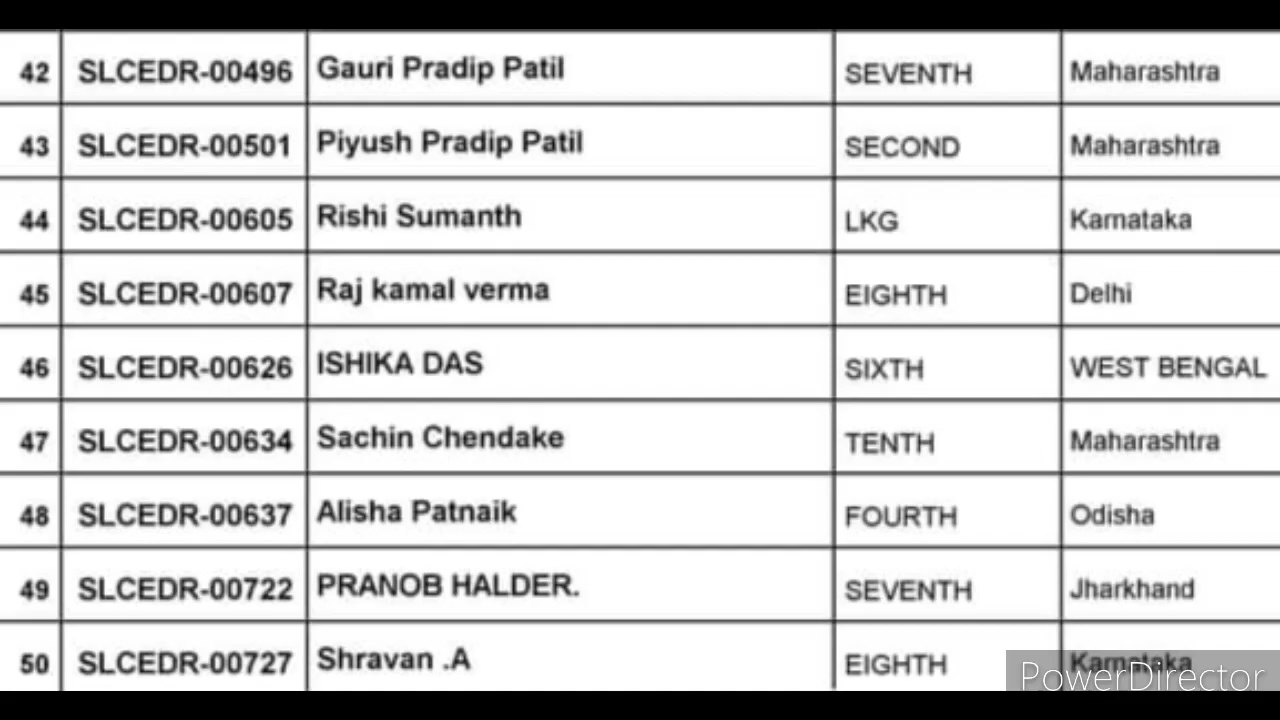 42 SLCEDR-00496 Gauri Pradip Patil SEVENTH Maharashtra
43 SLCEDR-00501 Piyush Pradip Patil SECOND Maharashtra
44 SLCEDR-00605 Rishi Sumanth LKG Karnataka
45 SLCEDR-00607 Raj kamal verma EIGHTH Delhi
46 SLCEDR-00626 ISHIKA DAS SIXTH WEST BENGAL
47 SLCEDR-00634 Sachin Chendake TENTH Maharashtra
48 SLCEDR-00637 Alisha Patnaik FOURTH Odisha
49 SLCEDR-00722 PRANOB HALDER. SEVENTH Jharkhand
50 SLCEDR-00727 Shravan .A EIGHTH Karnataka
PowerDirector